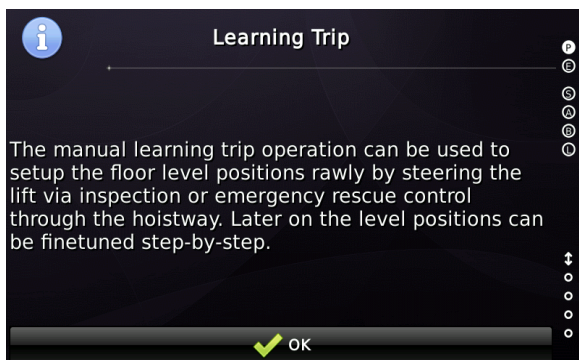 Learning Trip
P
E
S
A
B
L
The manual learning trip operation can be used to
setup the floor level positions rawly by steering the
lift via inspection or emergency rescue control
through the hoistway. Later on the level positions can
be finetuned step-by-step.
OK